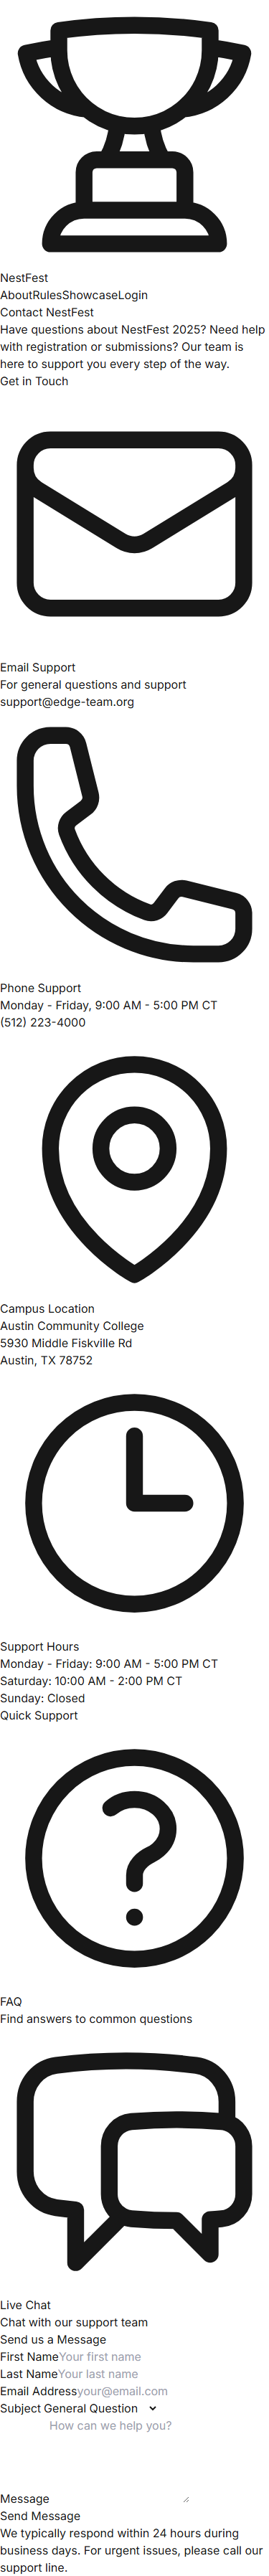 NestFest
AboutRulesShowcaseLogin
Contact NestFest
Have questions about NestFest 2025? Need help
with registration or submissions? Our team is
here to support you every step of the way.
Get in Touch
Email Support
For general questions and support
support@edge-team.org
Phone Support
Monday - Friday, 9:00 AM - 5:00 PM CT
(512) 223-4000
Campus Location
Austin Community College
5930 Middle Fiskville Rd
Austin, TX 78752
Support Hours
Monday - Friday: 9:00 AM - 5:00 PM CT
Saturday: 10:00 AM - 2:00 PM CT
Sunday: Closed
Quick Support
FAQ
Find answers to common questions
Live Chat
Chat with our support team
Send us a Message
First Name Your first name
Last Name Your last name
Email Address your@email.com
Subject General Question
How can we help you?
Message
Send Message
We typically respond within 24 hours during
business days. For urgent issues, please call our
support line.